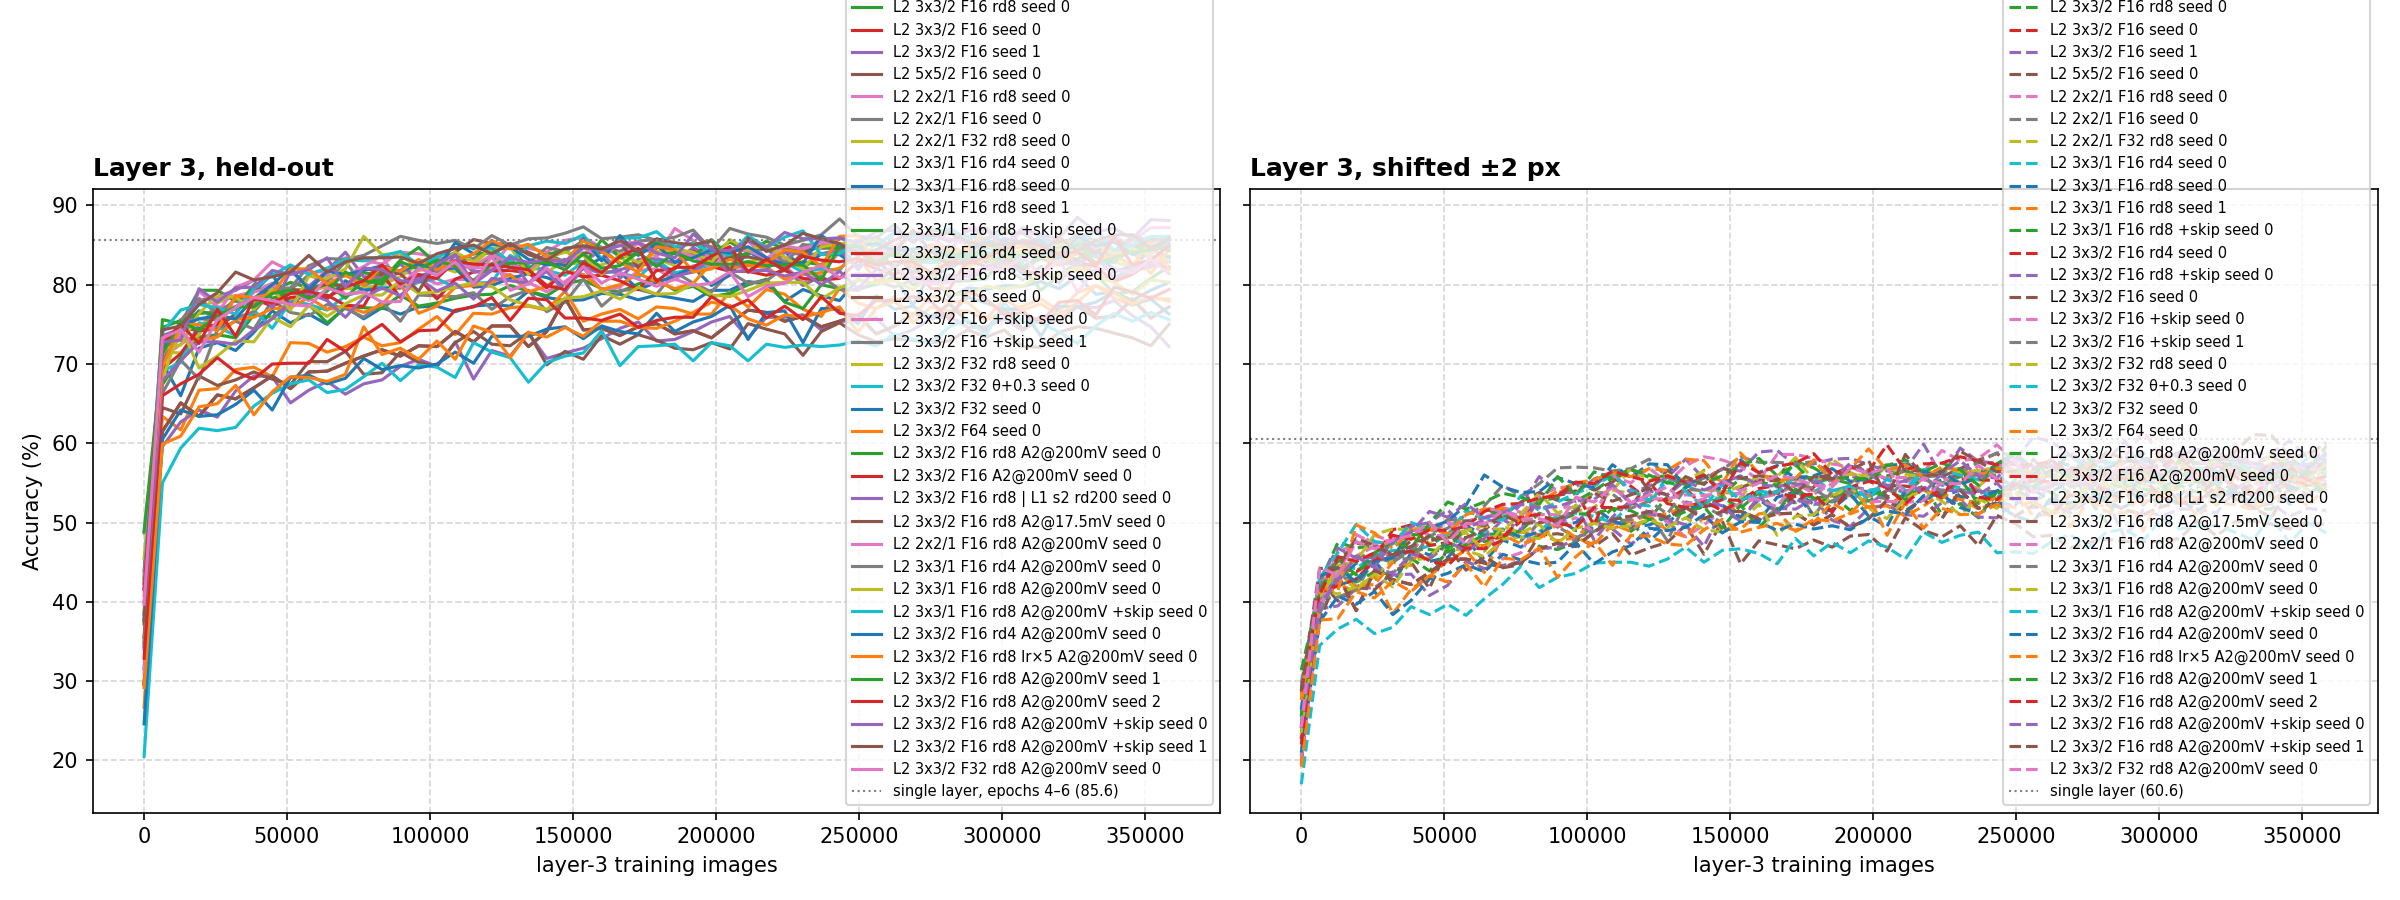 L2 3x3/2 F16 rd8 seed 0
L2 3x3/2 F16 seed 0
L2 3x3/2 F16 seed 1
L2 5x5/2 F16 seed 0
L2 2x2/1 F16 rd8 seed 0
L2 2x2/1 F16 seed 0
L2 2x2/1 F32 rd8 seed 0
L2 3x3/1 F16 rd4 seed 0
L2 3x3/1 F16 rd8 seed 0
L2 3x3/1 F16 rd8 seed 1
L2 3x3/1 F16 rd8 +skip seed 0
L2 3x3/2 F16 rd4 seed 0
L2 3x3/2 F16 rd8 +skip seed 0
L2 3x3/2 F16 seed 0
L2 3x3/2 F16 +skip seed 0
L2 3x3/2 F16 +skip seed 1
L2 3x3/2 F32 rd8 seed 0
L2 3x3/2 F32 θ+0.3 seed 0
L2 3x3/2 F32 seed 0
L2 3x3/2 F64 seed 0
L2 3x3/2 F16 rd8 A2@200mV seed 0
L2 3x3/2 F16 A2@200mV seed 0
L2 3x3/2 F16 rd8 | L1 s2 rd200 seed 0
L2 3x3/2 F16 rd8 A2@17.5mV seed 0
L2 2x2/1 F16 rd8 A2@200mV seed 0
L2 3x3/1 F16 rd4 A2@200mV seed 0
L2 3x3/1 F16 rd8 A2@200mV seed 0
L2 3x3/1 F16 rd8 A2@200mV +skip seed 0
L2 3x3/2 F16 rd4 A2@200mV seed 0
L2 3x3/2 F16 rd8 lr×5 A2@200mV seed 0
L2 3x3/2 F16 rd8 A2@200mV seed 1
L2 3x3/2 F16 rd8 A2@200mV seed 2
L2 3x3/2 F16 rd8 A2@200mV +skip seed 0
L2 3x3/2 F16 rd8 A2@200mV +skip seed 1
L2 3x3/2 F32 rd8 A2@200mV seed 0
single layer, epochs 4–6 (85.6)
Layer 3, held-out
90
80
70
60
50
40
30
20
Accuracy (%)
0 50000 100000 150000 200000 250000 300000 350000
layer-3 training images
L2 3x3/2 F16 rd8 seed 0
L2 3x3/2 F16 seed 0
L2 3x3/2 F16 seed 1
L2 5x5/2 F16 seed 0
L2 2x2/1 F16 rd8 seed 0
L2 2x2/1 F16 seed 0
L2 2x2/1 F32 rd8 seed 0
L2 3x3/1 F16 rd4 seed 0
L2 3x3/1 F16 rd8 seed 0
L2 3x3/1 F16 rd8 seed 1
L2 3x3/1 F16 rd8 +skip seed 0
L2 3x3/2 F16 rd4 seed 0
L2 3x3/2 F16 rd8 +skip seed 0
L2 3x3/2 F16 seed 0
L2 3x3/2 F16 +skip seed 0
L2 3x3/2 F16 +skip seed 1
L2 3x3/2 F32 rd8 seed 0
L2 3x3/2 F32 θ+0.3 seed 0
L2 3x3/2 F32 seed 0
L2 3x3/2 F64 seed 0
L2 3x3/2 F16 rd8 A2@200mV seed 0
L2 3x3/2 F16 A2@200mV seed 0
L2 3x3/2 F16 rd8 | L1 s2 rd200 seed 0
L2 3x3/2 F16 rd8 A2@17.5mV seed 0
L2 2x2/1 F16 rd8 A2@200mV seed 0
L2 3x3/1 F16 rd4 A2@200mV seed 0
L2 3x3/1 F16 rd8 A2@200mV seed 0
L2 3x3/1 F16 rd8 A2@200mV +skip seed 0
L2 3x3/2 F16 rd4 A2@200mV seed 0
L2 3x3/2 F16 rd8 lr×5 A2@200mV seed 0
L2 3x3/2 F16 rd8 A2@200mV seed 1
L2 3x3/2 F16 rd8 A2@200mV seed 2
L2 3x3/2 F16 rd8 A2@200mV +skip seed 0
L2 3x3/2 F16 rd8 A2@200mV +skip seed 1
L2 3x3/2 F32 rd8 A2@200mV seed 0
single layer (60.6)
Layer 3, shifted ±2 px
0 50000 100000 150000 200000 250000 300000 350000
layer-3 training images